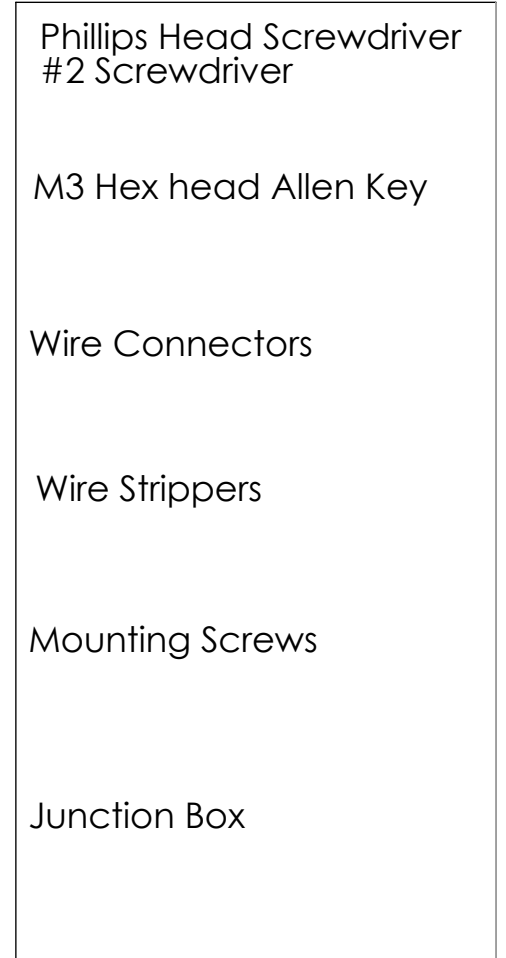 Phillips Head Screwdriver
#2 Screwdriver
M3 Hex head Allen Key
Wire Connectors
Wire Strippers
Mounting Screws
Junction Box